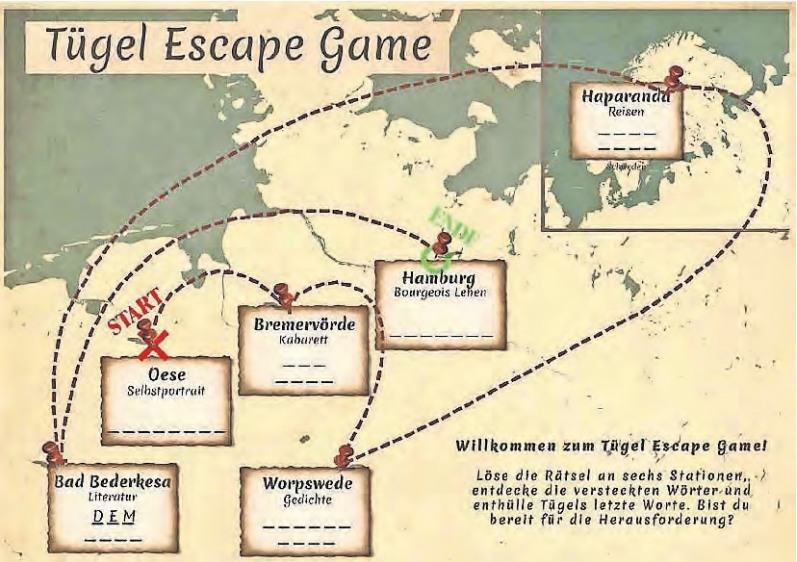 Tügel Escape Game
Haparanda
Reisen
_ _ _ _
_ _ _ _
Schweden
ENDE
Hamburg
Bourgeois Leben
_ _ _ _ _ _ _
START
Bremervörde
Kabarett
_ _ _
_ _ _ _
Oese
Selbstportrait
_ _ _ _ _ _ _ _
Bad Bederkesa
Literatur
D E M
_ _ _ _
Worpswede
Gedichte
_ _ _ _ _ _
_ _ _ _ _
Willkommen zum Tügel Escape Game!
Löse die Rätsel an sechs Stationen,
entdecke die versteckten Wörter und
enthülle Tügels letzte Worte. Bist du
bereit für die Herausforderung?